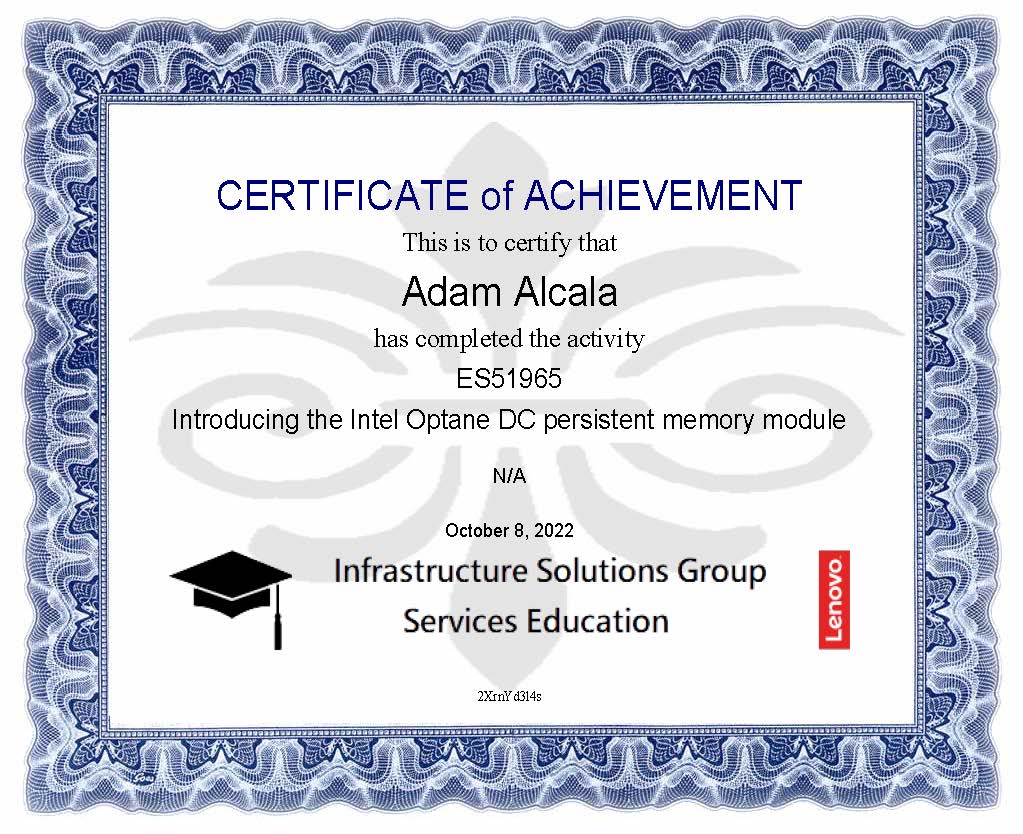 CERTIFICATE of ACHIEVEMENT
This is to certify that
Adam Alcala
has completed the activity
ES51965
Introducing the Intel Optane DC persistent memory module
N/A
October 8, 2022
Infrastructure Solutions Group
Services Education
Lenovo
2XrnYd3l4s
Goes